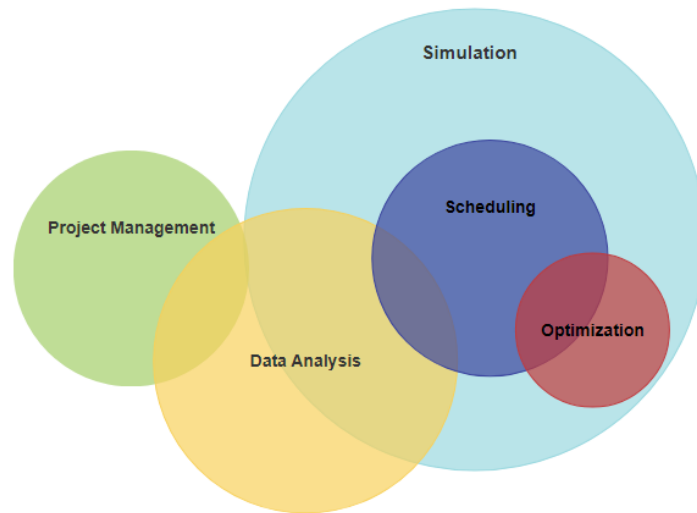 Simulation
Scheduling
Project Management
Optimization
Data Analysis